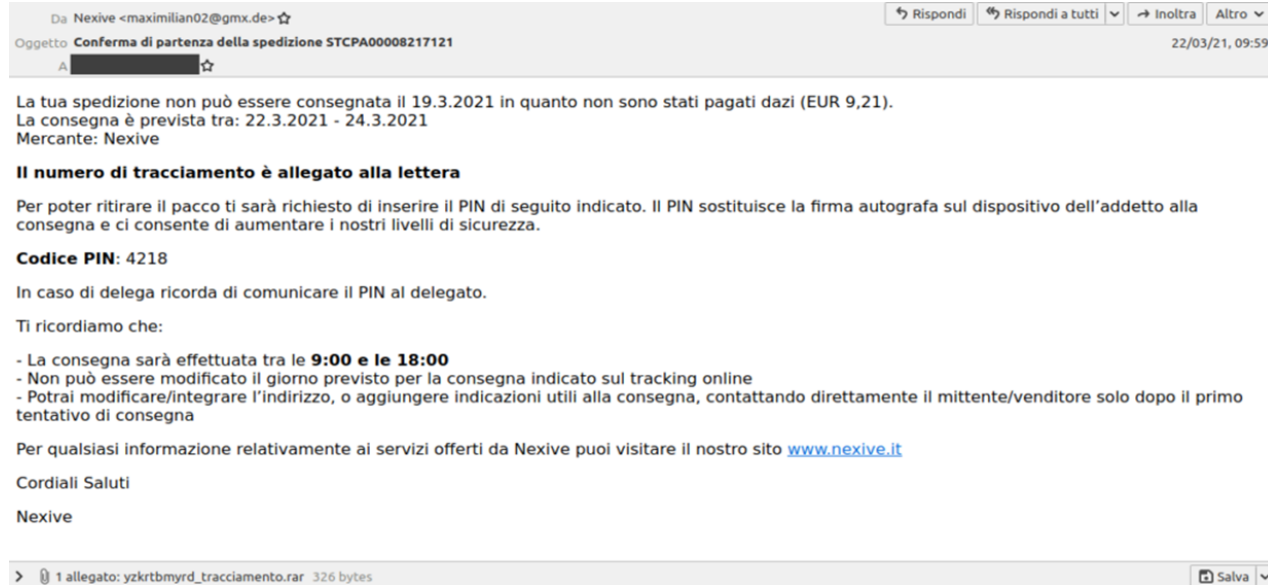 Da Nexive <maximilian02@gmx.de>
Rispondi Rispondi a tutti Inoltra Altro
Oggetto Conferma di partenza della spedizione STCPA00008217121
22/03/21, 09:59
A
La tua spedizione non può essere consegnata il 19.3.2021 in quanto non sono stati pagati dazi (EUR 9,21).
La consegna è prevista tra: 22.3.2021 - 24.3.2021
Mercante: Nexive
Il numero di tracciamento è allegato alla lettera
Per poter ritirare il pacco ti sarà richiesto di inserire il PIN di seguito indicato. Il PIN sostituisce la firma autografa sul dispositivo dell’addetto alla
consegna e ci consente di aumentare i nostri livelli di sicurezza.
Codice PIN: 4218
In caso di delega ricorda di comunicare il PIN al delegato.
Ti ricordiamo che:
- La consegna sarà effettuata tra le 9:00 e le 18:00
- Non può essere modificato il giorno previsto per la consegna indicato sul tracking online
- Potrai modificare/integrare l’indirizzo, o aggiungere indicazioni utili alla consegna, contattando direttamente il mittente/venditore solo dopo il primo
tentativo di consegna
Per qualsiasi informazione relativamente ai servizi offerti da Nexive puoi visitare il nostro sito www.nexive.it
Cordiali Saluti
Nexive
1 allegato: yzkrtbmyrd_tracciamento.rar 326 bytes
Salva